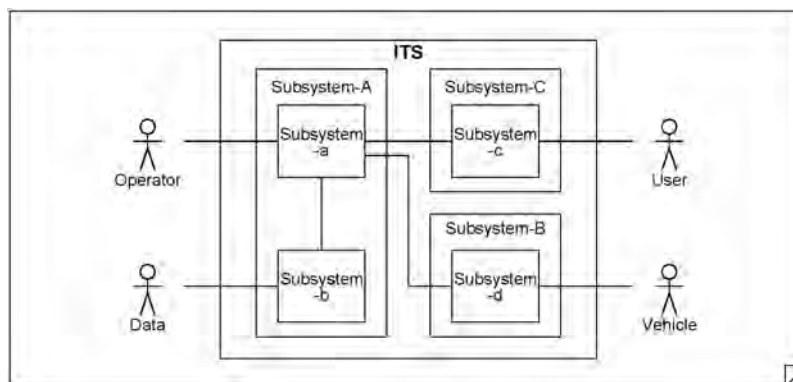 ITS
Subsystem-A
Subsystem-C
Subsystem
-a
Subsystem
-c
Operator
User
Subsystem-B
Subsystem
-b
Subsystem
-d
Data
Vehicle